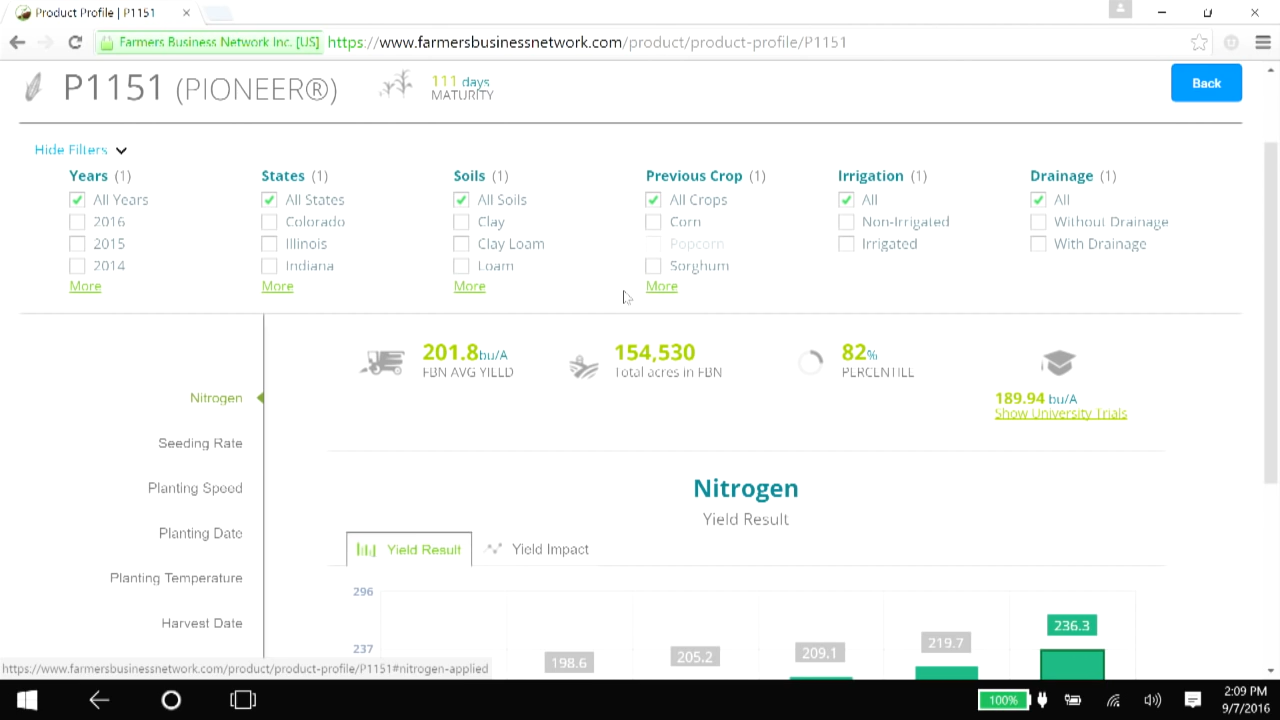 Product Profile | P1151
Farmers Business Network Inc. [US] https://www.farmersbusinessnetwork.com/product/product-profile/P1151
P1151 (PIONEER®)
111 days
MATURITY
Back
Hide Filters
Years (1)
All Years
2016
2015
2014
More
States (1)
All States
Colorado
Illinois
Indiana
More
Soils (1)
All Soils
Clay
Clay Loam
Loam
More
Previous Crop (1)
All Crops
Corn
Popcorn
Sorghum
More
Irrigation (1)
All
Non-Irrigated
Irrigated
Drainage (1)
All
Without Drainage
With Drainage
201.8bu/A
FBN AVG YIELD
154,530
Total acres in FBN
82%
PERCENTILE
189.94 bu/A
Show University Trials
Nitrogen
Seeding Rate
Planting Speed
Planting Date
Planting Temperature
Harvest Date
Nitrogen
Yield Result
Yield Result
Yield Impact
296
237
198.6
205.2
209.1
219.7
236.3
https://www.farmersbusinessnetwork.com/product/product-profile/P1151#nitrogen-applied
100%
2:09 PM
9/7/2016